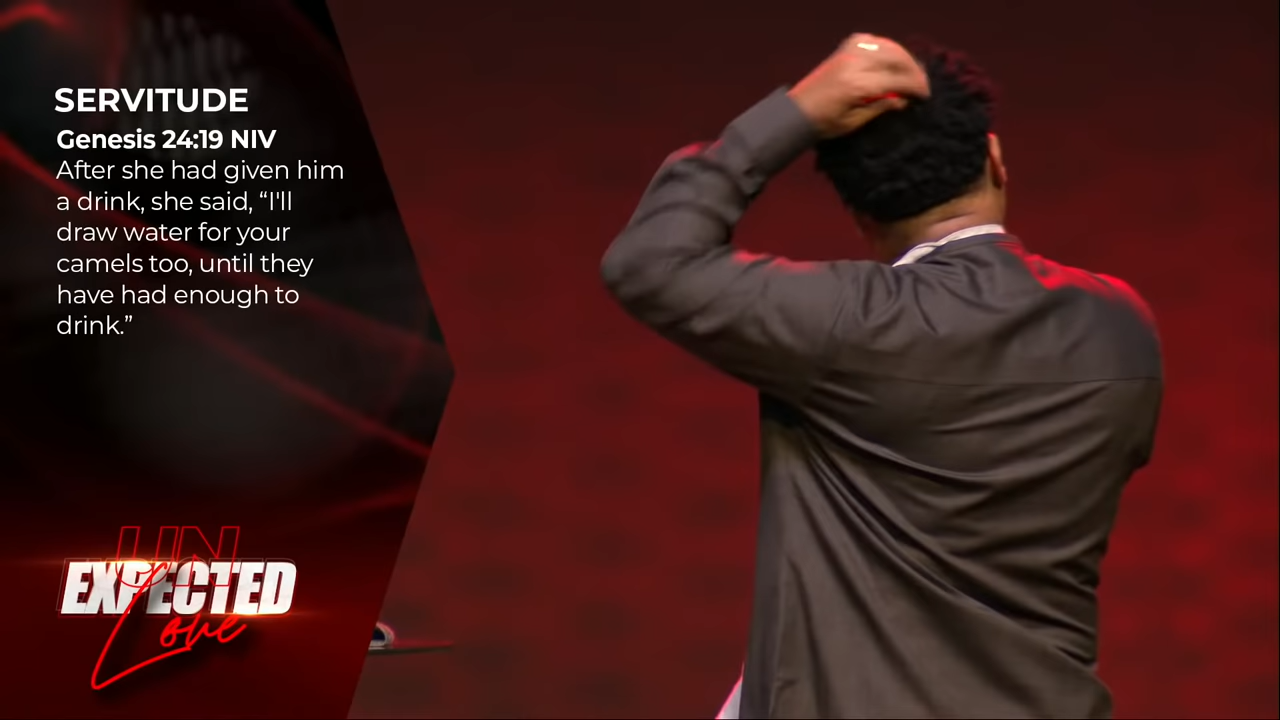 SERVITUDE
Genesis 24:19 NIV
After she had given him
a drink, she said, “I'll
draw water for your
camels too, until they
have had enough to
drink.”
UN
EXPECTED
Love